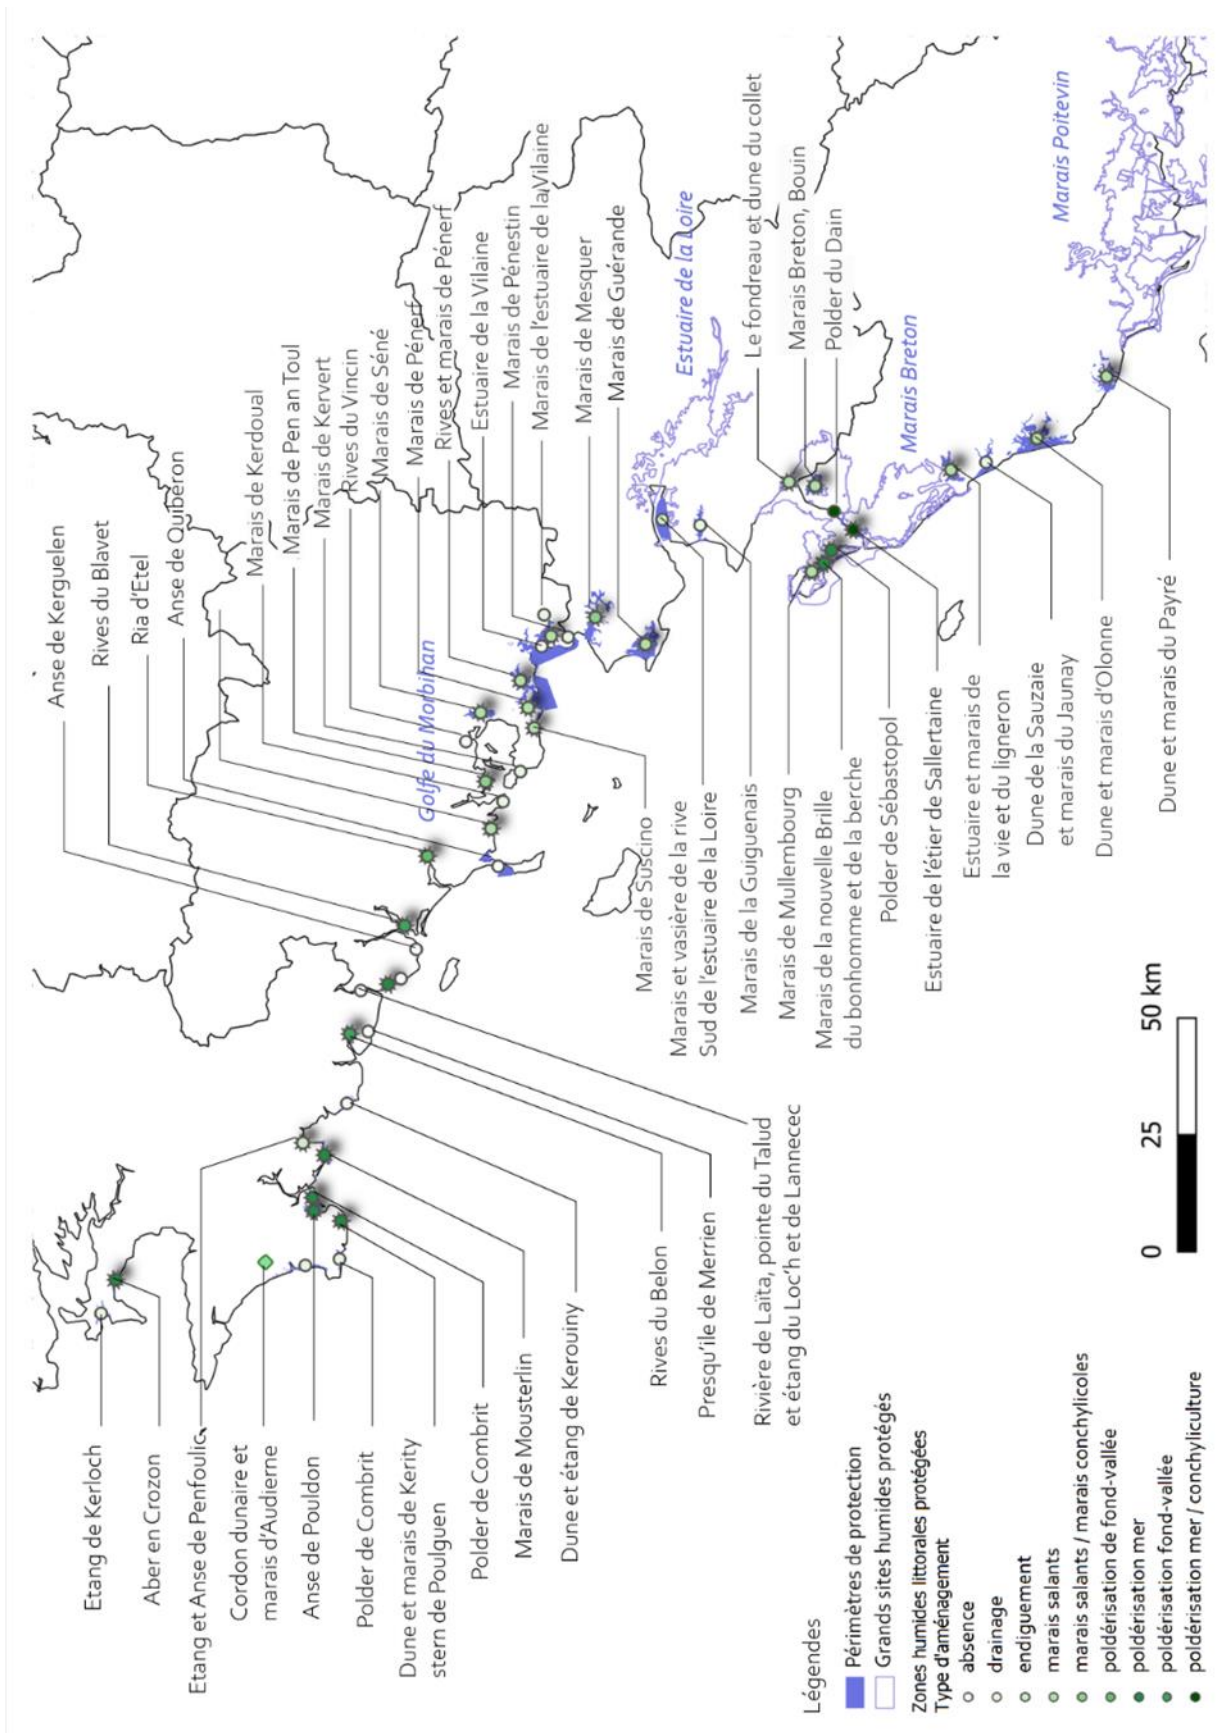 Anse de Kerguelen
Rives du Blavet
Ria d'Etel
Anse de Quiberon
Marais de Kerdoual
Marais de Pen an Toul
Marais de Kervert
Rives du Vincin
Marais de Séné
Marais de Pénerf
Rives et marais de Pénerf
Estuaire de la Vilaine
Marais de Pénestin
Marais de l'estuaire de la Vilaine
Marais de Mesquer
Marais de Guérande
Estuaire de la Loire
Le fondreau et dune du collet
Marais Breton, Bouin
Polder du Dain
Marais Breton
Marais Poitevin
Golfe du Morbihan
Marais de Suscino
Marais et vasière de la rive
Sud de l'estuaire de la Loire
Marais de la Guiguenais
Marais de Mullembourg
Marais de la nouvelle Brille
du bonhomme et de la berche
Polder de Sébastopol
Estuaire de l'étier de Sallertaine
Estuaire et marais de
la vie et du ligneron
Dune de la Sauzaie
et marais du Jaunay
Dune et marais d'Olonne
Dune et marais du Payré
Etang de Kerloch
Aber en Crozon
Etang et Anse de Penfoulic
Cordon dunaire et
marais d'Audierne
Anse de Pouldon
Polder de Combrit
Dune et marais de Kerity
stern de Poulguen
Polder de Combrit
Marais de Mousterlin
Dune et étang de Kerouiny
Rives du Belon
Presqu'ile de Merrien
Rivière de Laïta, pointe du Talud
et étang du Loc'h et de Lannecec
0
25
50 km
Légendes
Périmètres de protection
Grands sites humides protégés
Zones humides littorales protégées
Type d'aménagement
absence
drainage
endiguement
marais salants
marais salants / marais conchylicoles
poldérisation de fond-vallée
poldérisation mer
poldérisation fond-vallée
poldérisation mer / conchyliculture